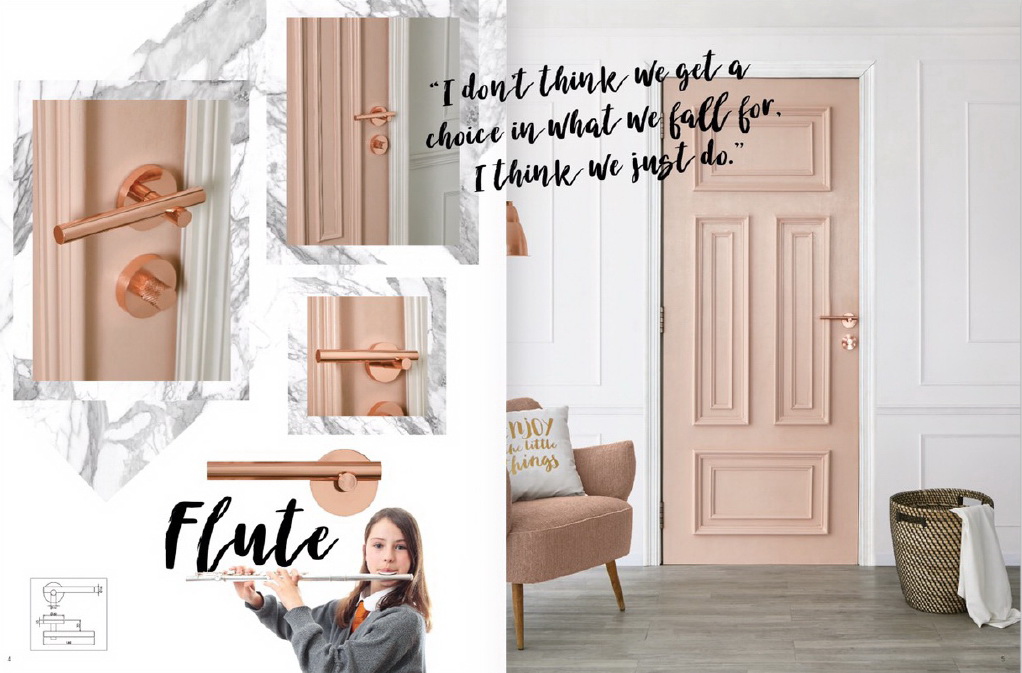 “I don't think we get a
choice in what we fall for,
I think we just do.”
Flute
ENJOY
the little
things